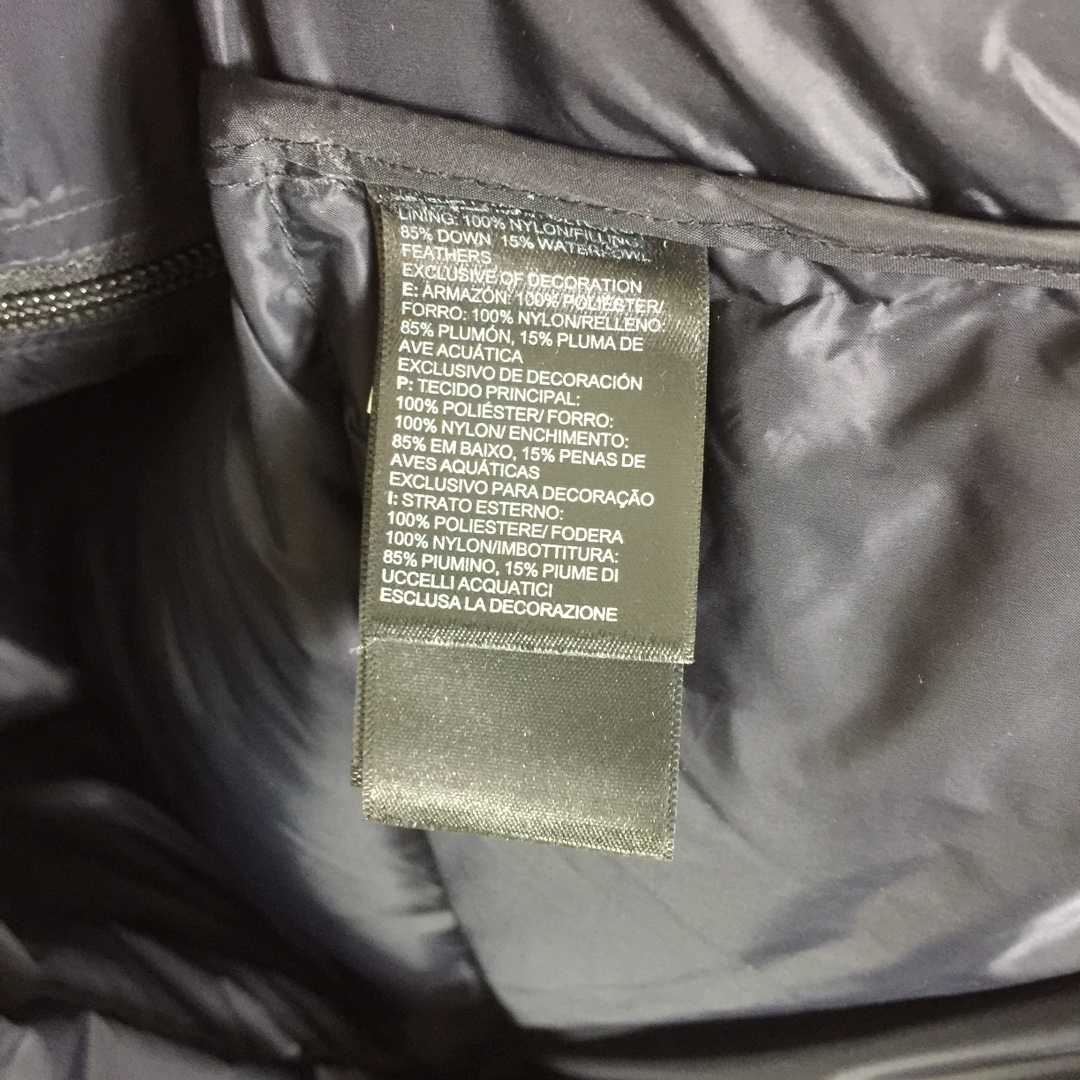 LINING: 100% NYLON/FILLING:
85% DOWN 15% WATERFOWL
FEATHERS
EXCLUSIVE OF DECORATION
E: ARMAZÓN: 100% POLIÉSTER/
FORRO: 100% NYLON/RELLENO:
85% PLUMÓN, 15% PLUMA DE
AVE ACUÁTICA
EXCLUSIVO DE DECORACIÓN
P: TECIDO PRINCIPAL:
100% POLIÉSTER/ FORRO:
100% NYLON/ ENCHIMENTO:
85% EM BAIXO, 15% PENAS DE
AVES AQUÁTICAS
EXCLUSIVO PARA DECORAÇÃO
I: STRATO ESTERNO:
100% POLIESTERE/ FODERA
100% NYLON/IMBOTTITURA:
85% PIUMINO, 15% PIUME DI
UCCELLI ACQUATICI
ESCLUSA LA DECORAZIONE